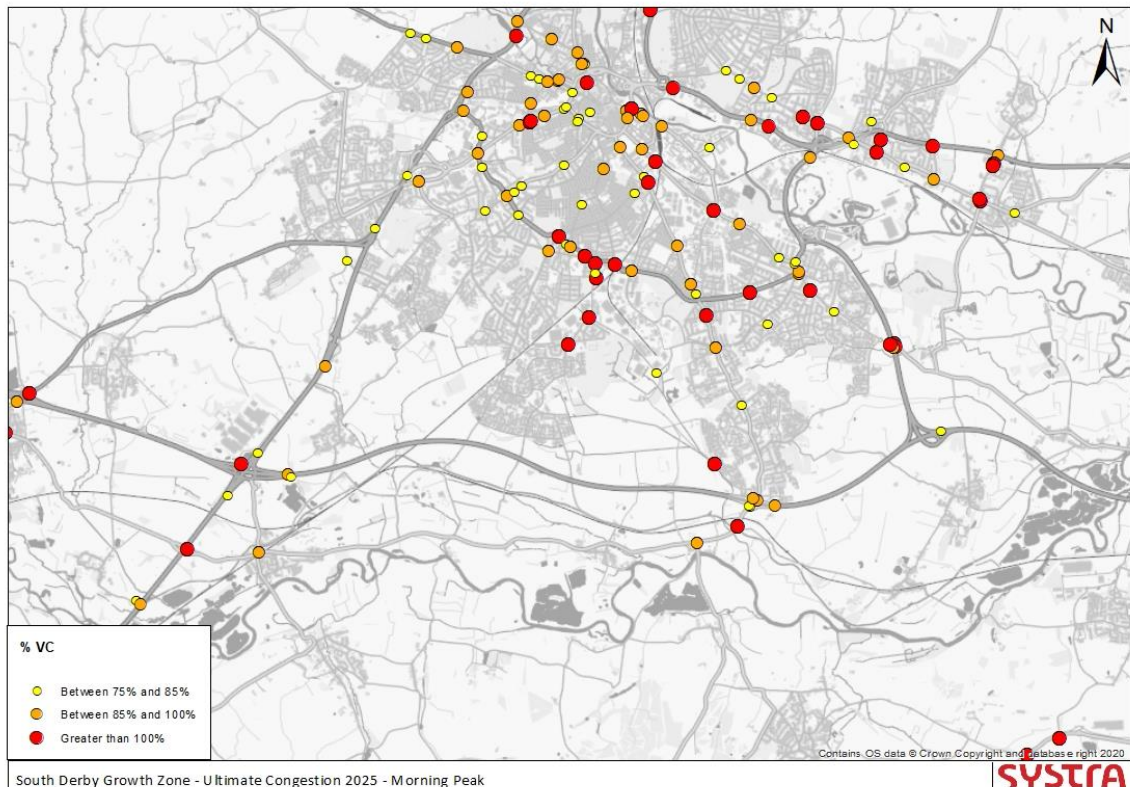 N
% VC
Between 75% and 85%
Between 85% and 100%
Greater than 100%
Contains OS data © Crown Copyright and database right 2020
South Derby Growth Zone - Ultimate Congestion 2025 - Morning Peak
SYSTRA